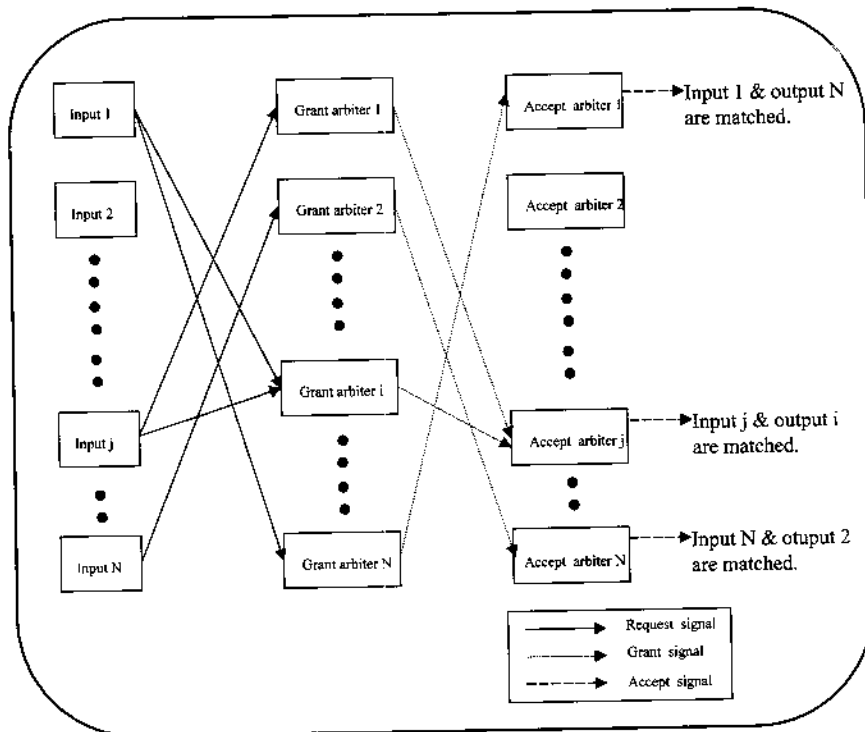 Input 1
Grant arbiter 1
Accept arbiter 1
Input 1 & output N
are matched.
Input 2
Grant arbiter 2
Accept arbiter 2
Grant arbiter i
Input j
Accept arbiter j
Input j & output i
are matched.
Input N
Grant arbiter N
Accept arbiter N
Input N & otuput 2
are matched.
Request signal
Grant signal
Accept signal